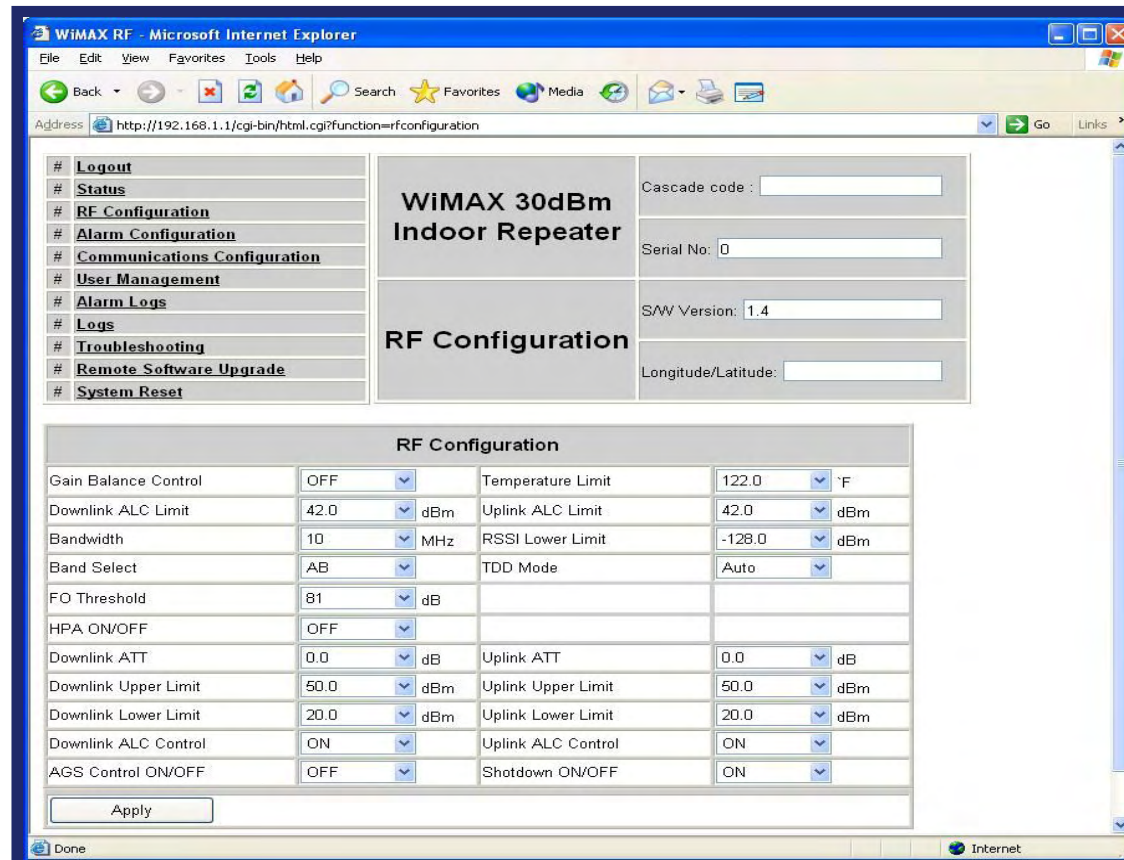 WiMAX RF - Microsoft Internet Explorer
File Edit View Favorites Tools Help
Back Search Favorites Media
Address http://192.168.1.1/cgi-bin/html.cgi?function=rfconfiguration Go Links
# Logout
# Status
# RF Configuration
# Alarm Configuration
# Communications Configuration
# User Management
# Alarm Logs
# Logs
# Troubleshooting
# Remote Software Upgrade
# System Reset
WiMAX 30dBm
Indoor Repeater
RF Configuration
Cascade code :
Serial No: 0
S/W Version: 1.4
Longitude/Latitude:
RF Configuration
Gain Balance Control OFF Temperature Limit 122.0 `F
Downlink ALC Limit 42.0 dBm Uplink ALC Limit 42.0 dBm
Bandwidth 10 MHz RSSI Lower Limit -128.0 dBm
Band Select AB TDD Mode Auto
FO Threshold 81 dB
HPA ON/OFF OFF
Downlink ATT 0.0 dB Uplink ATT 0.0 dB
Downlink Upper Limit 50.0 dBm Uplink Upper Limit 50.0 dBm
Downlink Lower Limit 20.0 dBm Uplink Lower Limit 20.0 dBm
Downlink ALC Control ON Uplink ALC Control ON
AGS Control ON/OFF OFF Shotdown ON/OFF ON
Apply
Done Internet